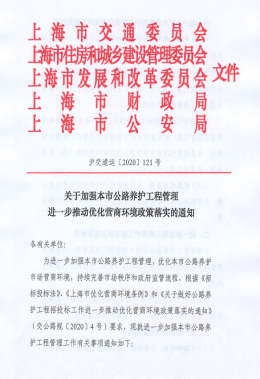 上海市交通委员会
上海市住房和城乡建设管理委员会
上海市发展和改革委员会
文件
上海市财政局
上海市公安局
沪交通运〔2020〕121号
关于加强本市公路养护工程管理
进一步推动优化营商环境政策落实的通知
各有关单位：
为进一步加强本市公路养护工程管理，优化本市公路养
护市场营商环境，持续完善市场秩序和政府监管流程，根据《招
标投标法》、《上海市优化营商环境条例》和《关于做好公路养
护工程招投标工作进一步推动优化营商环境政策落实的通知》
（交公路规〔2020〕4号）要求，现就进一步加强本市公路养
护工程管理工作有关事项通知如下：